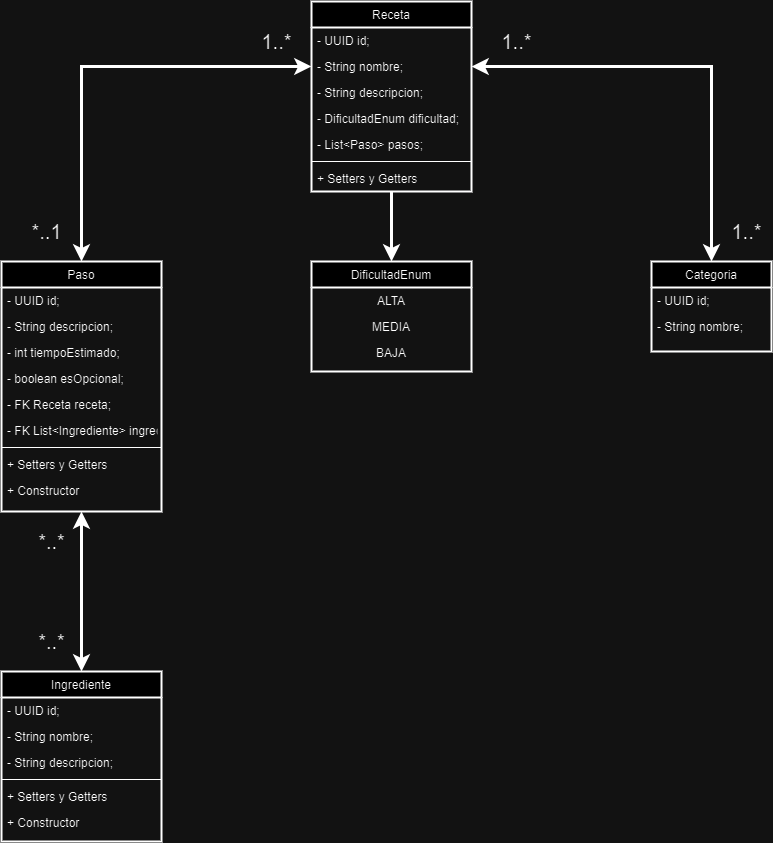 Receta
- UUID id;
- String nombre;
- String descripcion;
- DificultadEnum dificultad;
- List<Paso> pasos;
+ Setters y Getters
1..*
1..*
*..1
1..*
Paso
- UUID id;
- String descripcion;
- int tiempoEstimado;
- boolean esOpcional;
- FK Receta receta;
- FK List<Ingrediente>
+ Setters y Getters
+ Constructor
DificultadEnum
ALTA
MEDIA
BAJA
Categoria
- UUID id;
- String nombre;
*..*
*..*
Ingrediente
- UUID id;
- String nombre;
- String descripcion;
+ Setters y Getters
+ Constructor